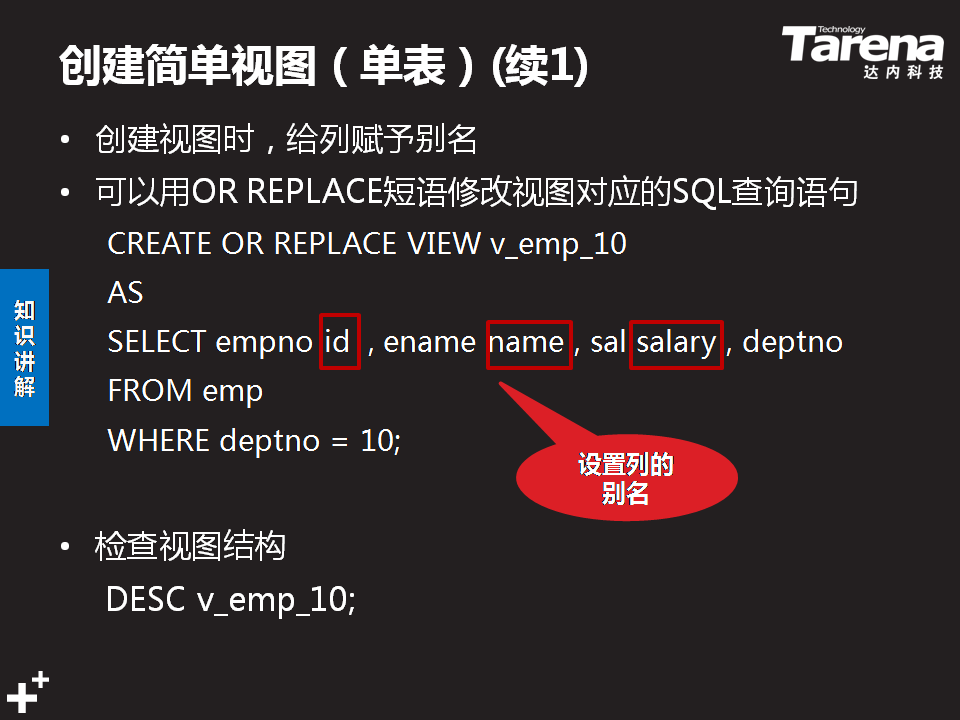 创建简单视图（单表）(续1)
Technology
Tarena
达内科技
• 创建视图时，给列赋予别名
• 可以用OR REPLACE短语修改视图对应的SQL查询语句
CREATE OR REPLACE VIEW v_emp_10
AS
SELECT empno id , ename name , sal salary , deptno
FROM emp
WHERE deptno = 10;
知识讲解
设置列的
别名
• 检查视图结构
DESC v_emp_10;